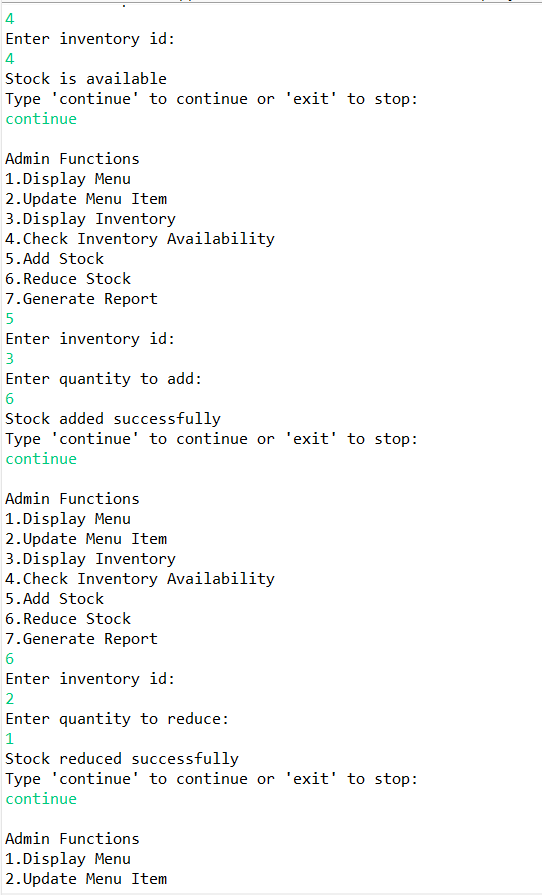 4
Enter inventory id:
4
Stock is available
Type 'continue' to continue or 'exit' to stop:
continue
Admin Functions
1.Display Menu
2.Update Menu Item
3.Display Inventory
4.Check Inventory Availability
5.Add Stock
6.Reduce Stock
7.Generate Report
5
Enter inventory id:
3
Enter quantity to add:
6
Stock added successfully
Type 'continue' to continue or 'exit' to stop:
continue
Admin Functions
1.Display Menu
2.Update Menu Item
3.Display Inventory
4.Check Inventory Availability
5.Add Stock
6.Reduce Stock
7.Generate Report
6
Enter inventory id:
2
Enter quantity to reduce:
1
Stock reduced successfully
Type 'continue' to continue or 'exit' to stop:
continue
Admin Functions
1.Display Menu
2.Update Menu Item